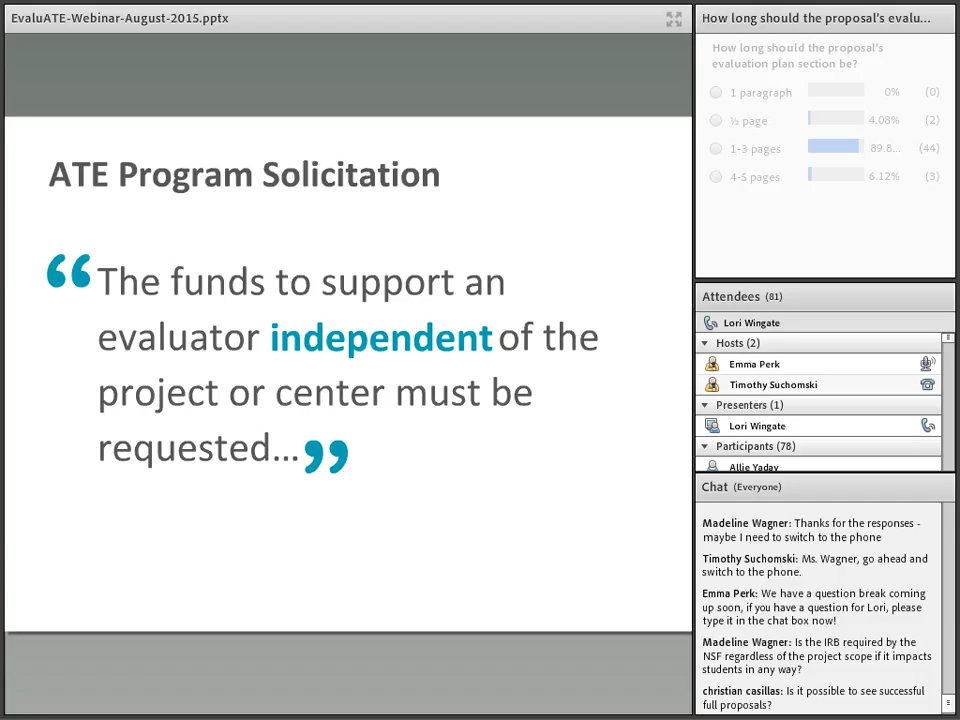 EvaluATE-Webinar-August-2015.pptx
ATE Program Solicitation
“The funds to support an
evaluator independent of the
project or center must be
requested...”
How long should the proposal's evalu...
How long should the proposal's
evaluation plan section be?
1 paragraph 0% (0)
½ page 4.08% (2)
1-3 pages 89.8... (44)
4-5 pages 6.12% (3)
Attendees (81)
Lori Wingate
Hosts (2)
Emma Perk
Timothy Suchomski
Presenters (1)
Lori Wingate
Participants (78)
Allie Yaday
Chat (Everyone)
Madeline Wagner: Thanks for the responses -
maybe I need to switch to the phone
Timothy Suchomski: Ms. Wagner, go ahead and
switch to the phone.
Emma Perk: We have a question break coming
up soon, if you have a question for Lori, please
type it in the chat box now!
Madeline Wagner: Is the IRB required by the
NSF regardless of the project scope if it impacts
students in any way?
christian casillas: Is it possible to see successful
full proposals?